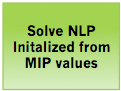 Solve NLP
Initalized from
MIP values